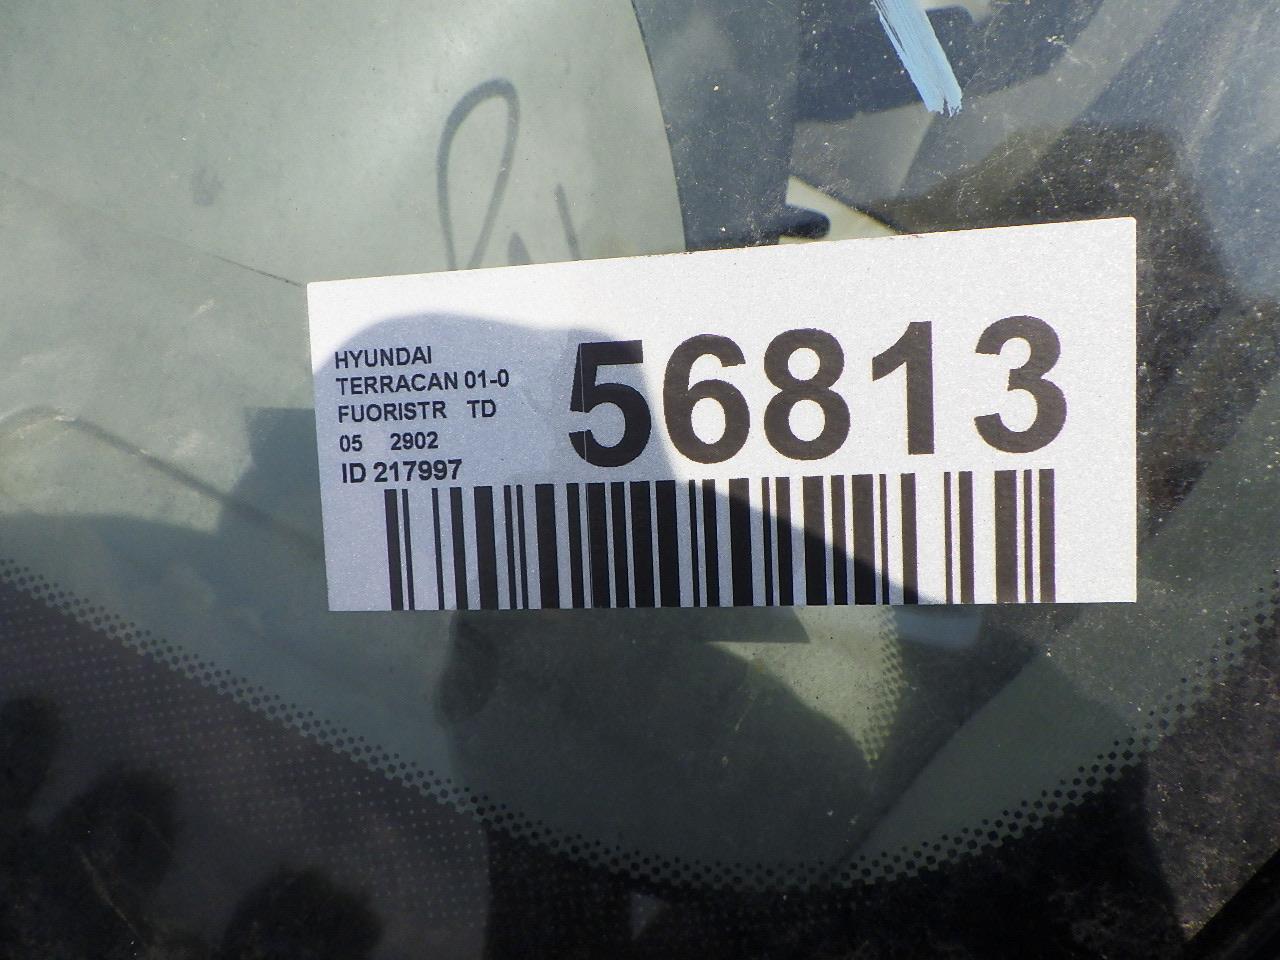 HYUNDAI
TERRACAN 01-0
FUORISTR TD
05 2902
ID 217997
56813